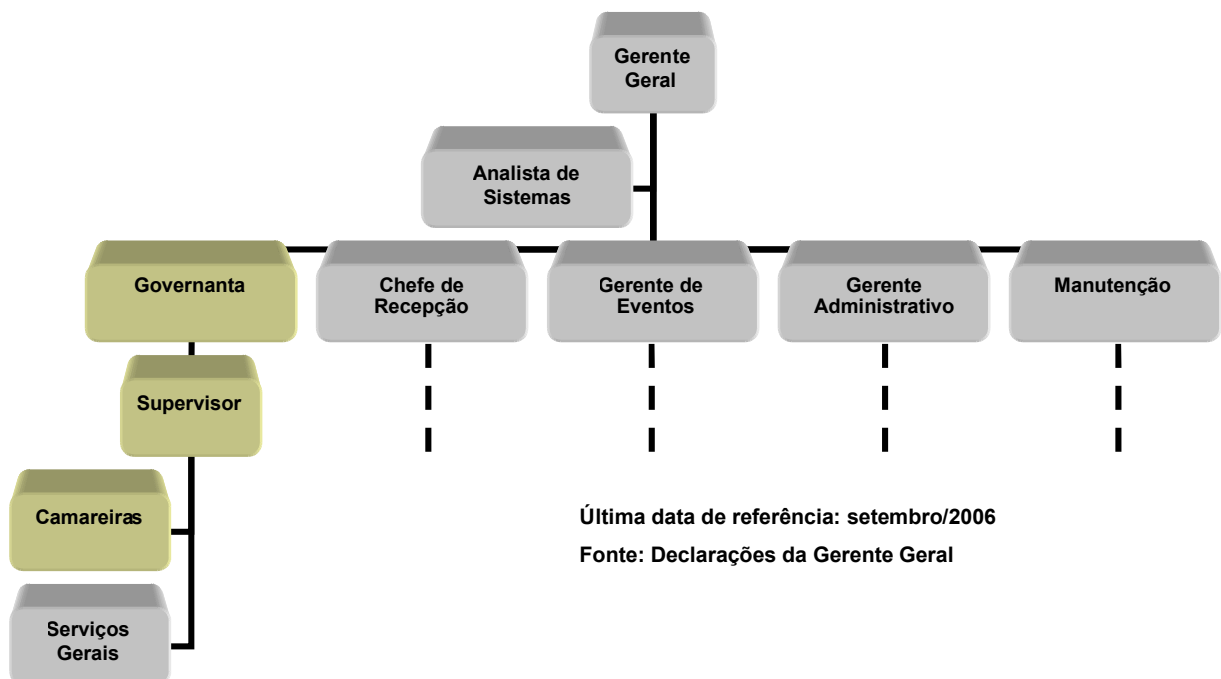 Gerente
Geral
Analista de
Sistemas
Governanta
Chefe de
Recepção
Gerente de
Eventos
Gerente
Administrativo
Manutenção
Supervisor
Camareiras
Serviços
Gerais
Última data de referência: setembro/2006
Fonte: Declarações da Gerente Geral